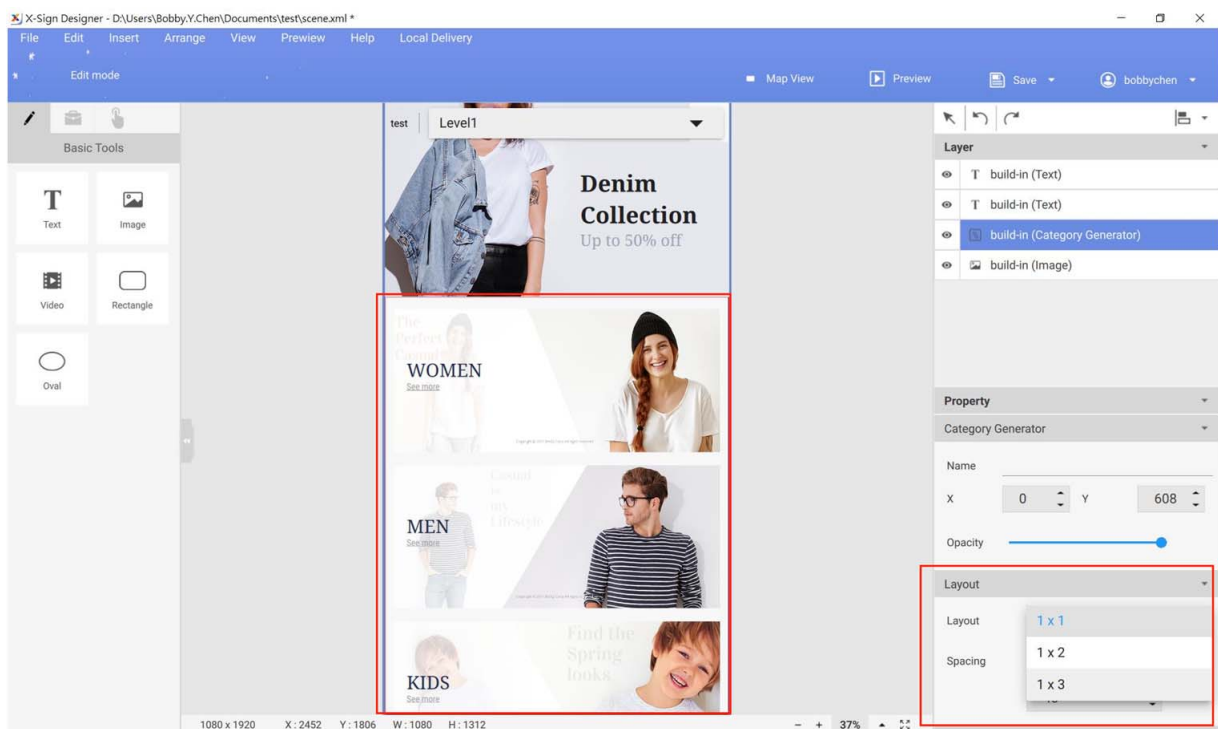 X-Sign Designer - D:\Users\Bobby.Y.Chen\Documents\test\scene.xml *
File Edit Insert Arrange View Prewiew Help Local Delivery
Edit mode
Map View Preview Save bobbychen
Basic Tools
Text Image
Video Rectangle
Oval
test Level1
Denim
Collection
Up to 50% off
The
Perfect
Casual
WOMEN
See more
Casual
is
my
Lifestyle
MEN
See more
Find the
Spring
looks
KIDS
See more
1080 x 1920 X : 2452 Y : 1806 W : 1080 H : 1312 - + 37%
Layer
T build-in (Text)
T build-in (Text)
build-in (Category Generator)
build-in (Image)
Property
Category Generator
Name
X 0 Y 608
Opacity
Layout
Layout 1 x 1
1 x 2
Spacing
1 x 3